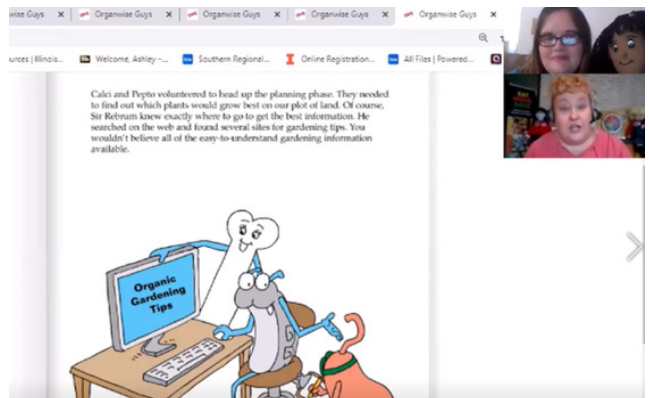 wise Guys × Organwise Guys × Organwise Guys × Organwise Guys × Organwise Guys ×
Welcome, Ashley –... Southern Regional... Online Registration... All Files | Powered...
Calci and Pepto volunteered to head up the planning phase. They needed
to find out which plants would grow best on our plot of land. Of course,
Sir Rebrum knew exactly where to go to get the best information. He
searched on the web and found several sites for gardening tips. You
wouldn't believe all of the easy-to-understand gardening information
available.
Organic
Gardening
Tips